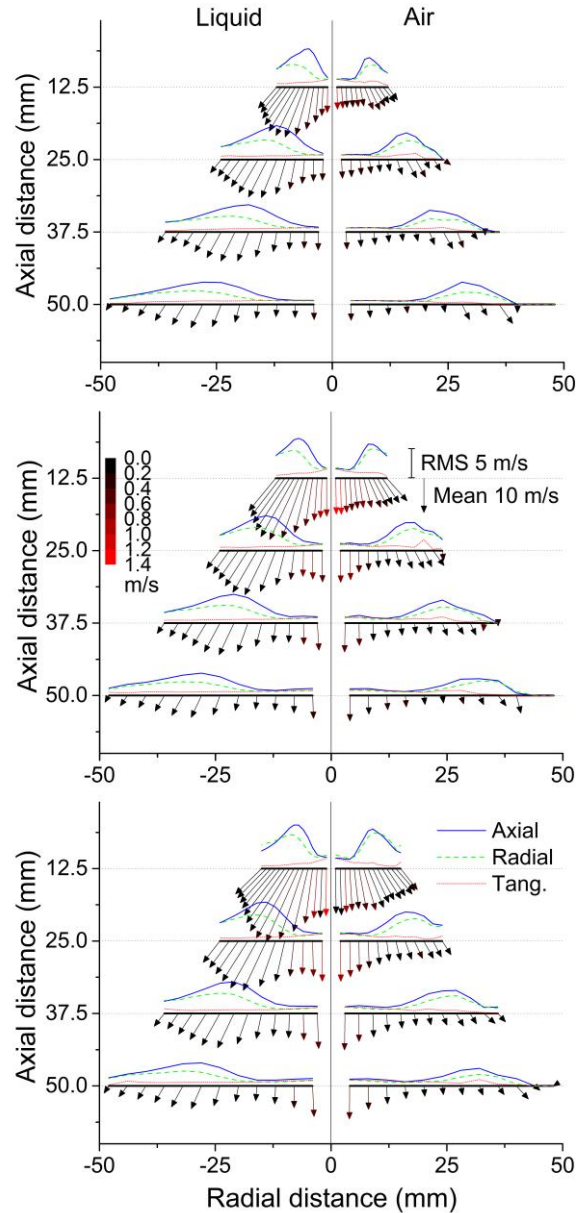 Liquid Air
Axial distance (mm)
12.5
25.0
37.5
50.0
-50 -25 0 25 50
Axial distance (mm)
12.5
25.0
37.5
50.0
0.0
0.2
0.4
0.6
0.8
1.0
1.2
1.4
m/s
RMS 5 m/s
Mean 10 m/s
-50 -25 0 25 50
Axial distance (mm)
12.5
25.0
37.5
50.0
Axial
Radial
Tang.
-50 -25 0 25 50
Radial distance (mm)